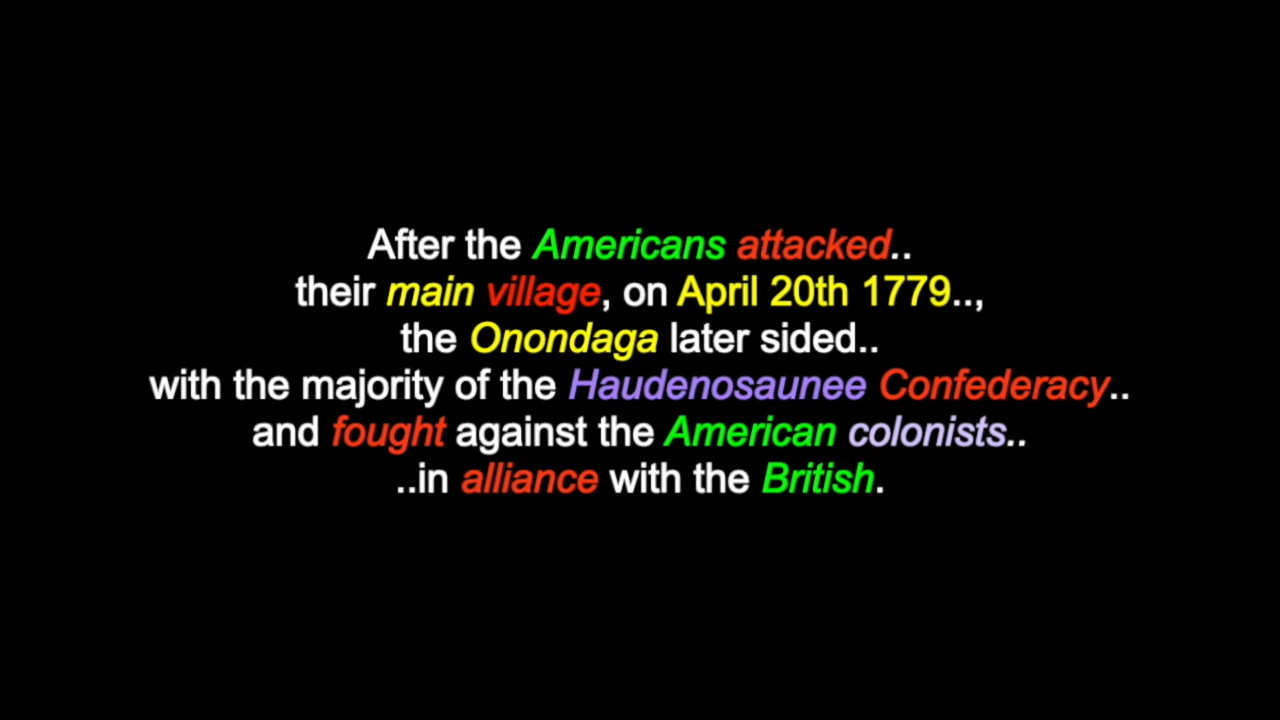 After the Americans attacked..
their main village, on April 20th 1779..,
the Onondaga later sided..
with the majority of the Haudenosaunee Confederacy..
and fought against the American colonists..
..in alliance with the British.